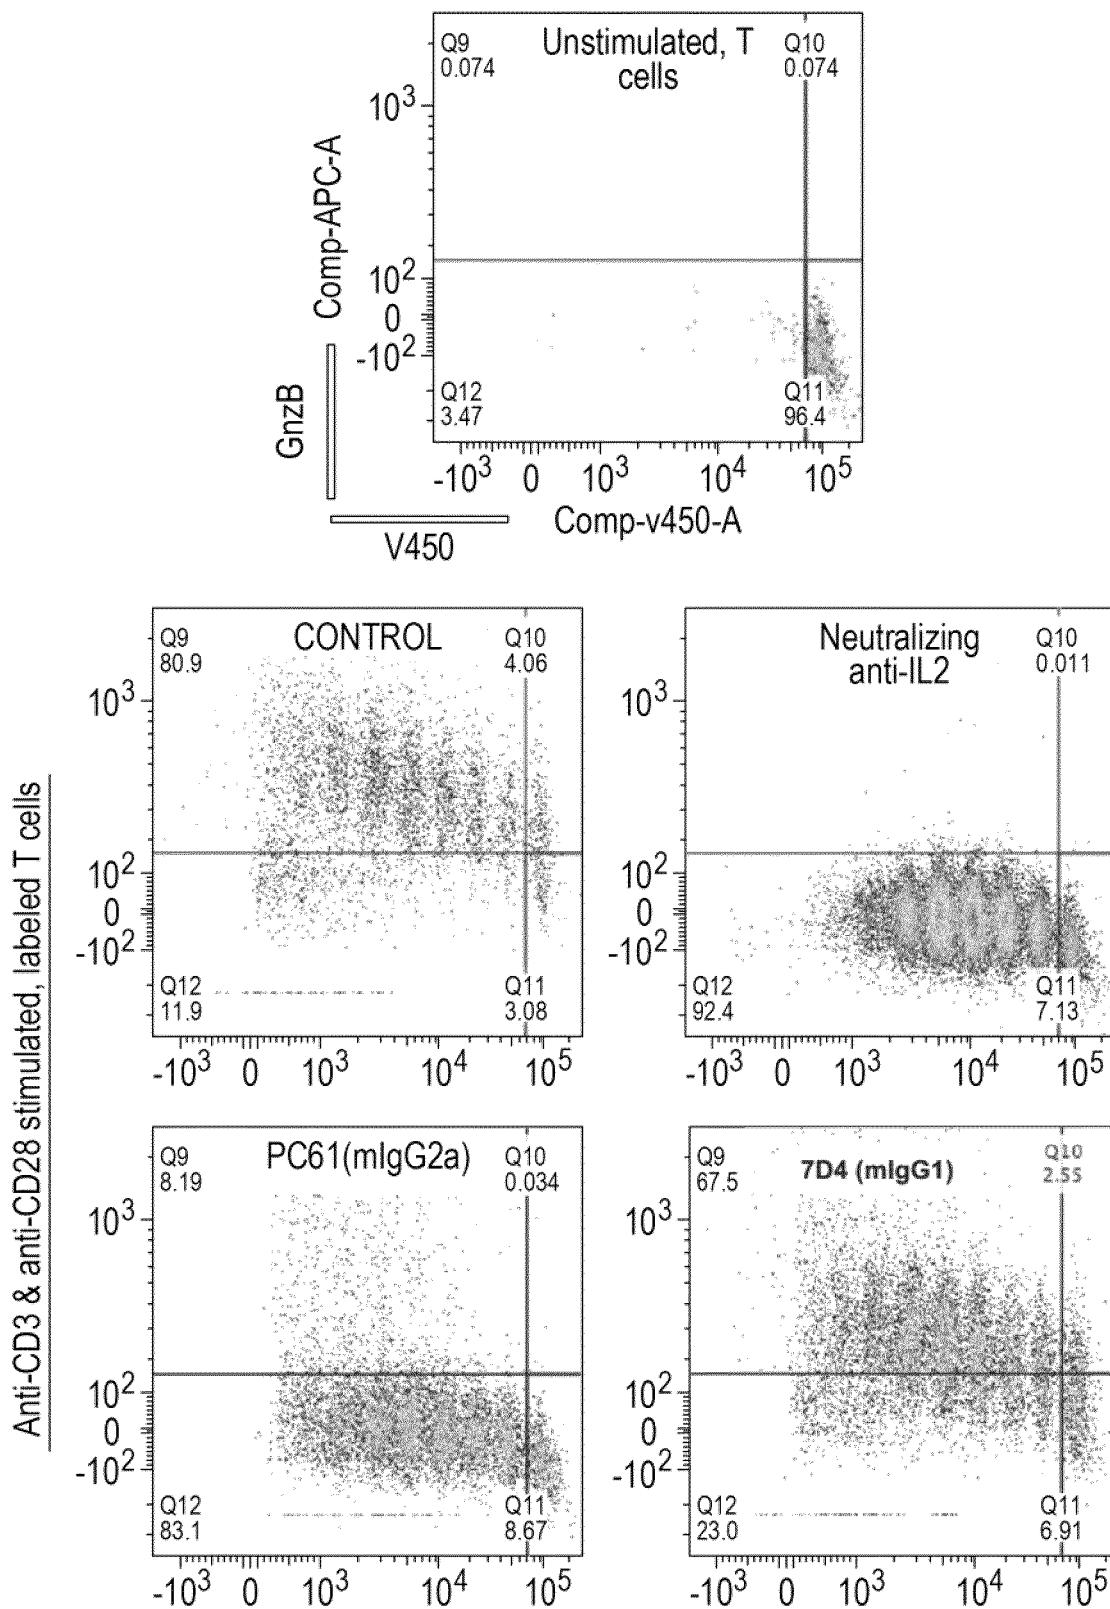 Q9
0.074
Unstimulated, T
cells
Q10
0.074
10³
10²
0
-10²
Comp-APC-A
GnzB
Q12
3.47
Q11
96.4
-10³ 0 10³ 10⁴ 10⁵
Comp-v450-A
V450
Anti-CD3 & anti-CD28 stimulated, labeled T cells
Q9
80.9
CONTROL
Q10
4.06
10³
10²
0
-10²
Q12
11.9
Q11
3.08
-10³ 0 10³ 10⁴ 10⁵
Neutralizing
anti-IL2
Q10
0.011
10³
10²
0
-10²
Q12
92.4
Q11
7.13
-10³ 0 10³ 10⁴ 10⁵
Q9
8.19
PC61(mIgG2a)
Q10
0.034
10³
10²
0
-10²
Q12
83.1
Q11
8.67
-10³ 0 10³ 10⁴ 10⁵
Q9
67.5
7D4 (mIgG1)
Q10
2.55
10³
10²
0
-10²
Q12
23.0
Q11
6.91
-10³ 0 10³ 10⁴ 10⁵